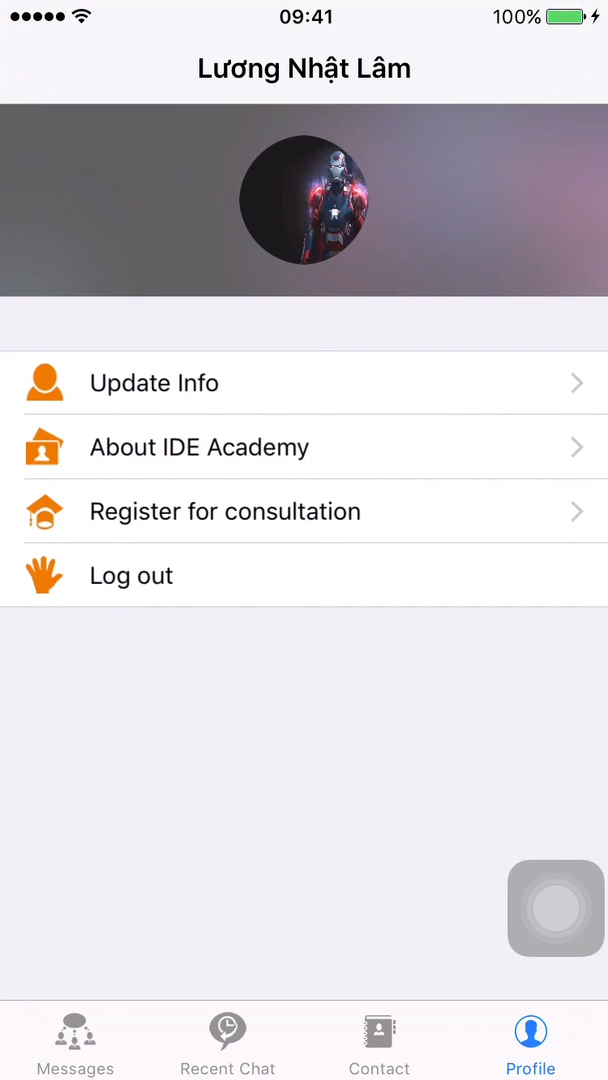 09:41
100%
Lương Nhật Lâm
Update Info
About IDE Academy
Register for consultation
Log out
Messages
Recent Chat
Contact
Profile